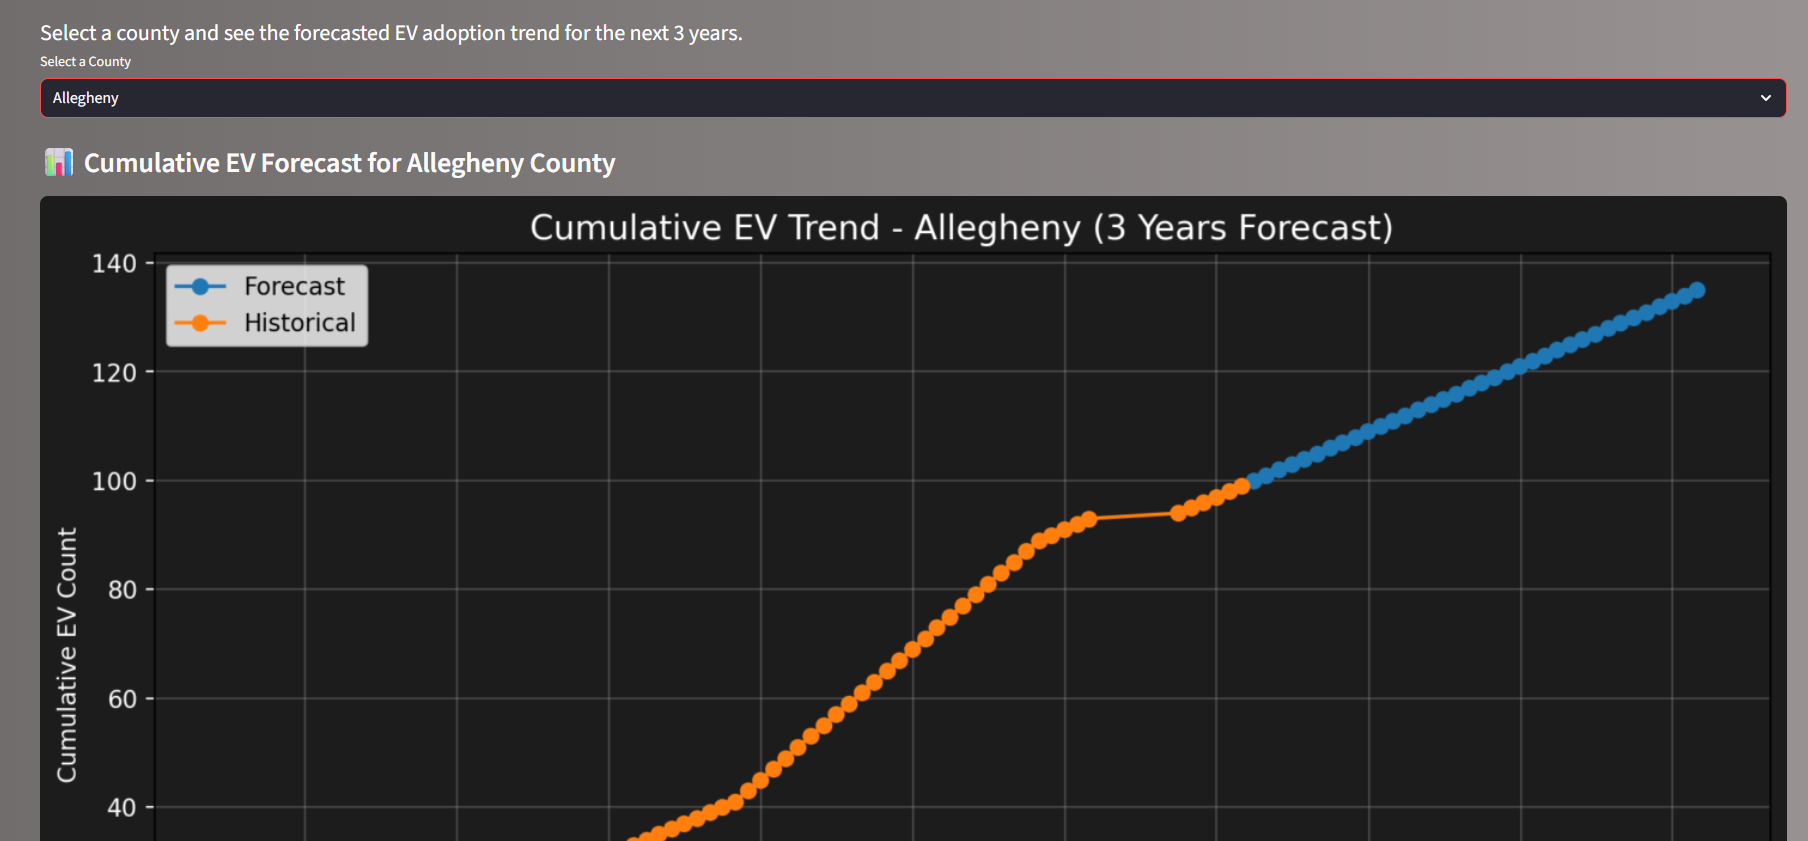 Select a county and see the forecasted EV adoption trend for the next 3 years.
Select a County
Allegheny
📊 Cumulative EV Forecast for Allegheny County
Cumulative EV Trend - Allegheny (3 Years Forecast)
Forecast
Historical
140
120
100
80
60
40
Cumulative EV Count